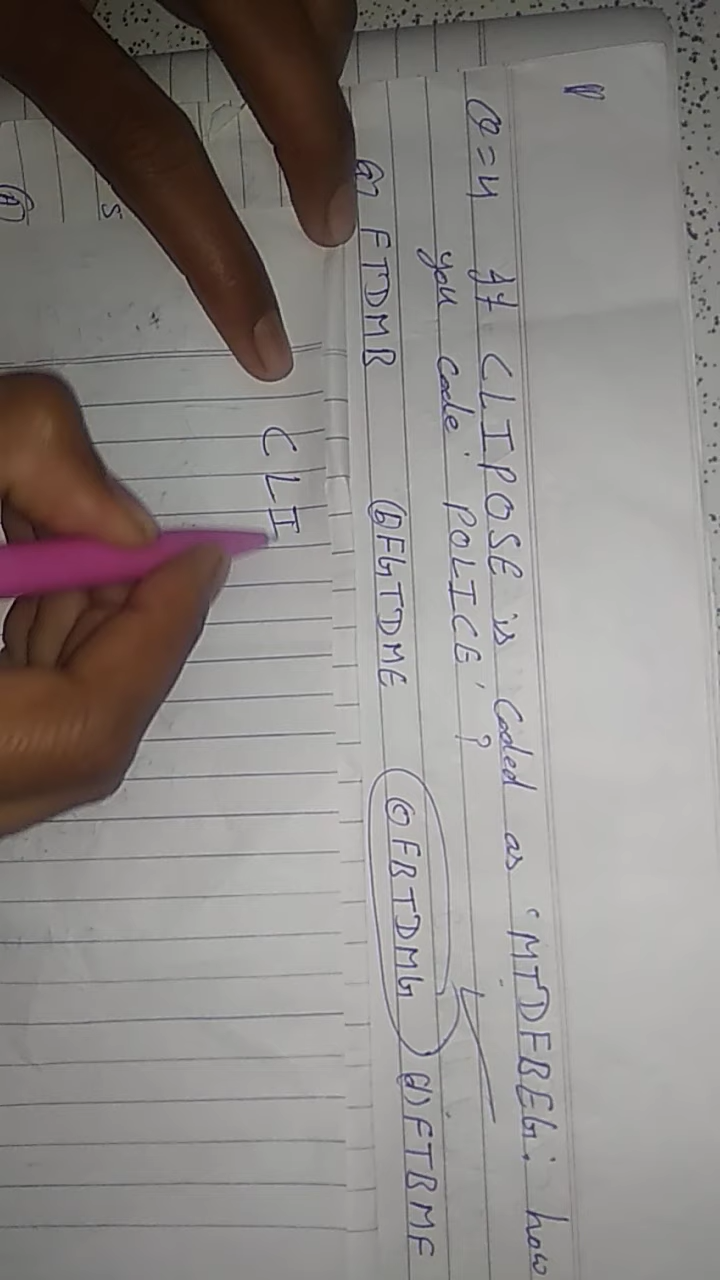 Q=4 If CLIPOSE is Coded as 'MTDFBEG'. how
you code 'POLICE' ?
(a) FTDMB (b) FGTDME (c) FBTDMG (d) FTBMF
CLI
S
(A)